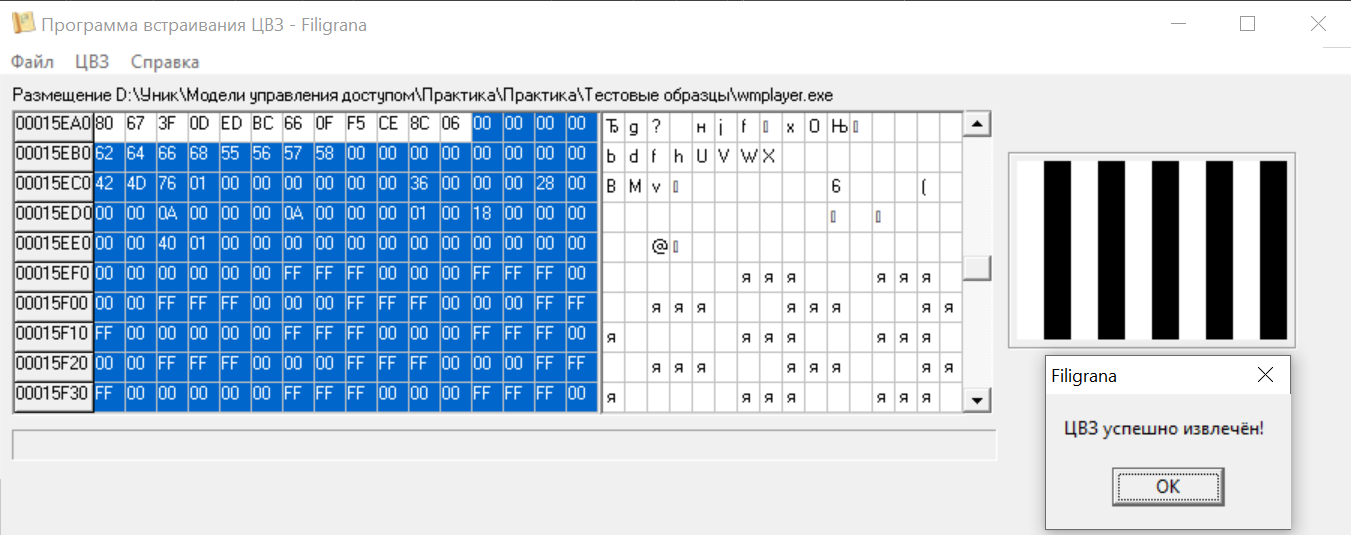 Программа встраивания ЦВЗ - Filigrana
Файл ЦВЗ Справка
Размещение D:\Уник\Модели управления доступом\Практика\Практика\Тестовые образцы\wmplayer.exe
00015EA0 80 67 3F 0D ED BC 66 0F F5 CE 8C 06 00 00 00 00 Ђ g ? н ј f х О Њ
00015EB0 62 64 66 68 55 56 57 58 00 00 00 00 00 00 00 00 b d f h U V W X
00015EC0 42 4D 76 01 00 00 00 00 00 00 36 00 00 00 28 00 B M v 6 (
00015ED0 00 00 0A 00 00 00 0A 00 00 00 01 00 18 00 00 00
00015EE0 00 00 40 01 00 00 00 00 00 00 00 00 00 00 00 00 @
00015EF0 00 00 00 00 00 00 FF FF FF 00 00 00 FF FF FF 00 я я я я я я
00015F00 00 00 FF FF FF 00 00 00 FF FF FF 00 00 00 FF FF я я я я я я я я
00015F10 FF 00 00 00 00 00 FF FF FF 00 00 00 FF FF FF 00 я я я я я я я
00015F20 00 00 FF FF FF 00 00 00 FF FF FF 00 00 00 FF FF я я я я я я я я
00015F30 FF 00 00 00 00 00 FF FF FF 00 00 00 FF FF FF 00 я я я я я я я
Filigrana
ЦВЗ успешно извлечён!
OK